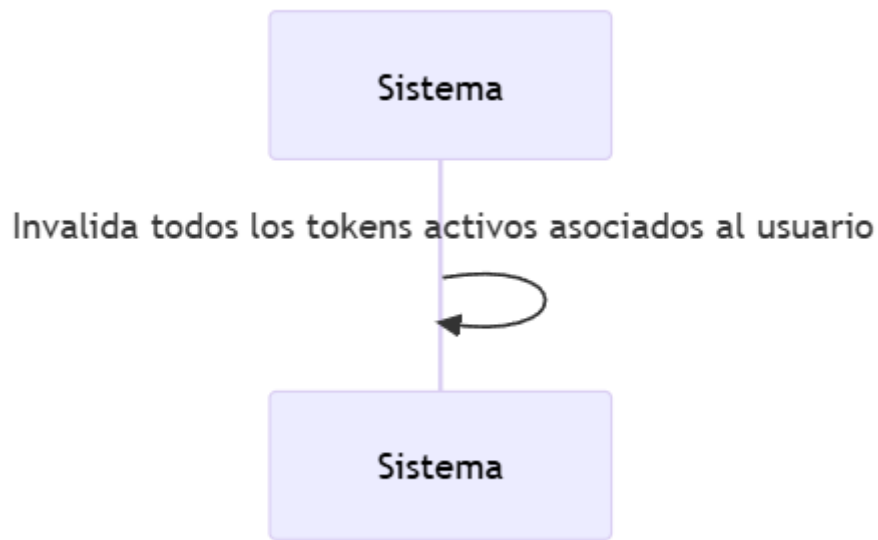 Sistema
Invalida todos los tokens activos asociados al usuario
Sistema